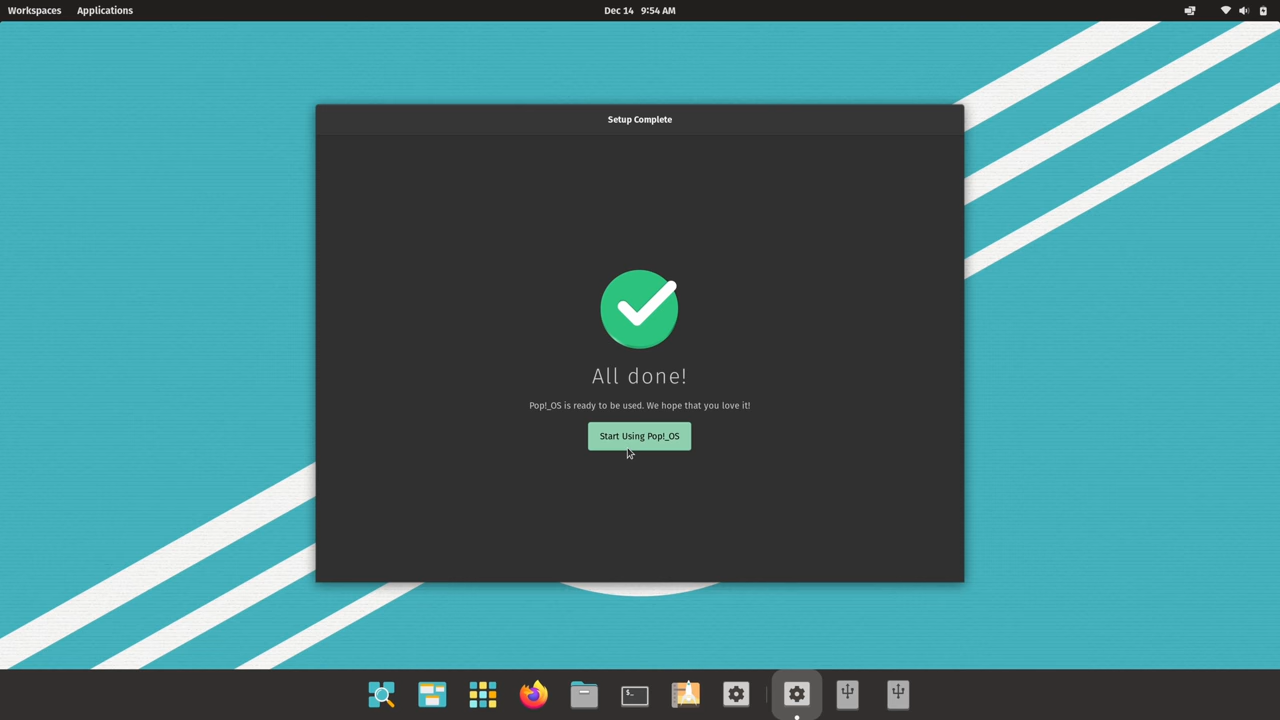 Workspaces Applications Dec 14 9:54 AM
Setup Complete
All done!
Pop!_OS is ready to be used. We hope that you love it!
Start Using Pop!_OS
$_